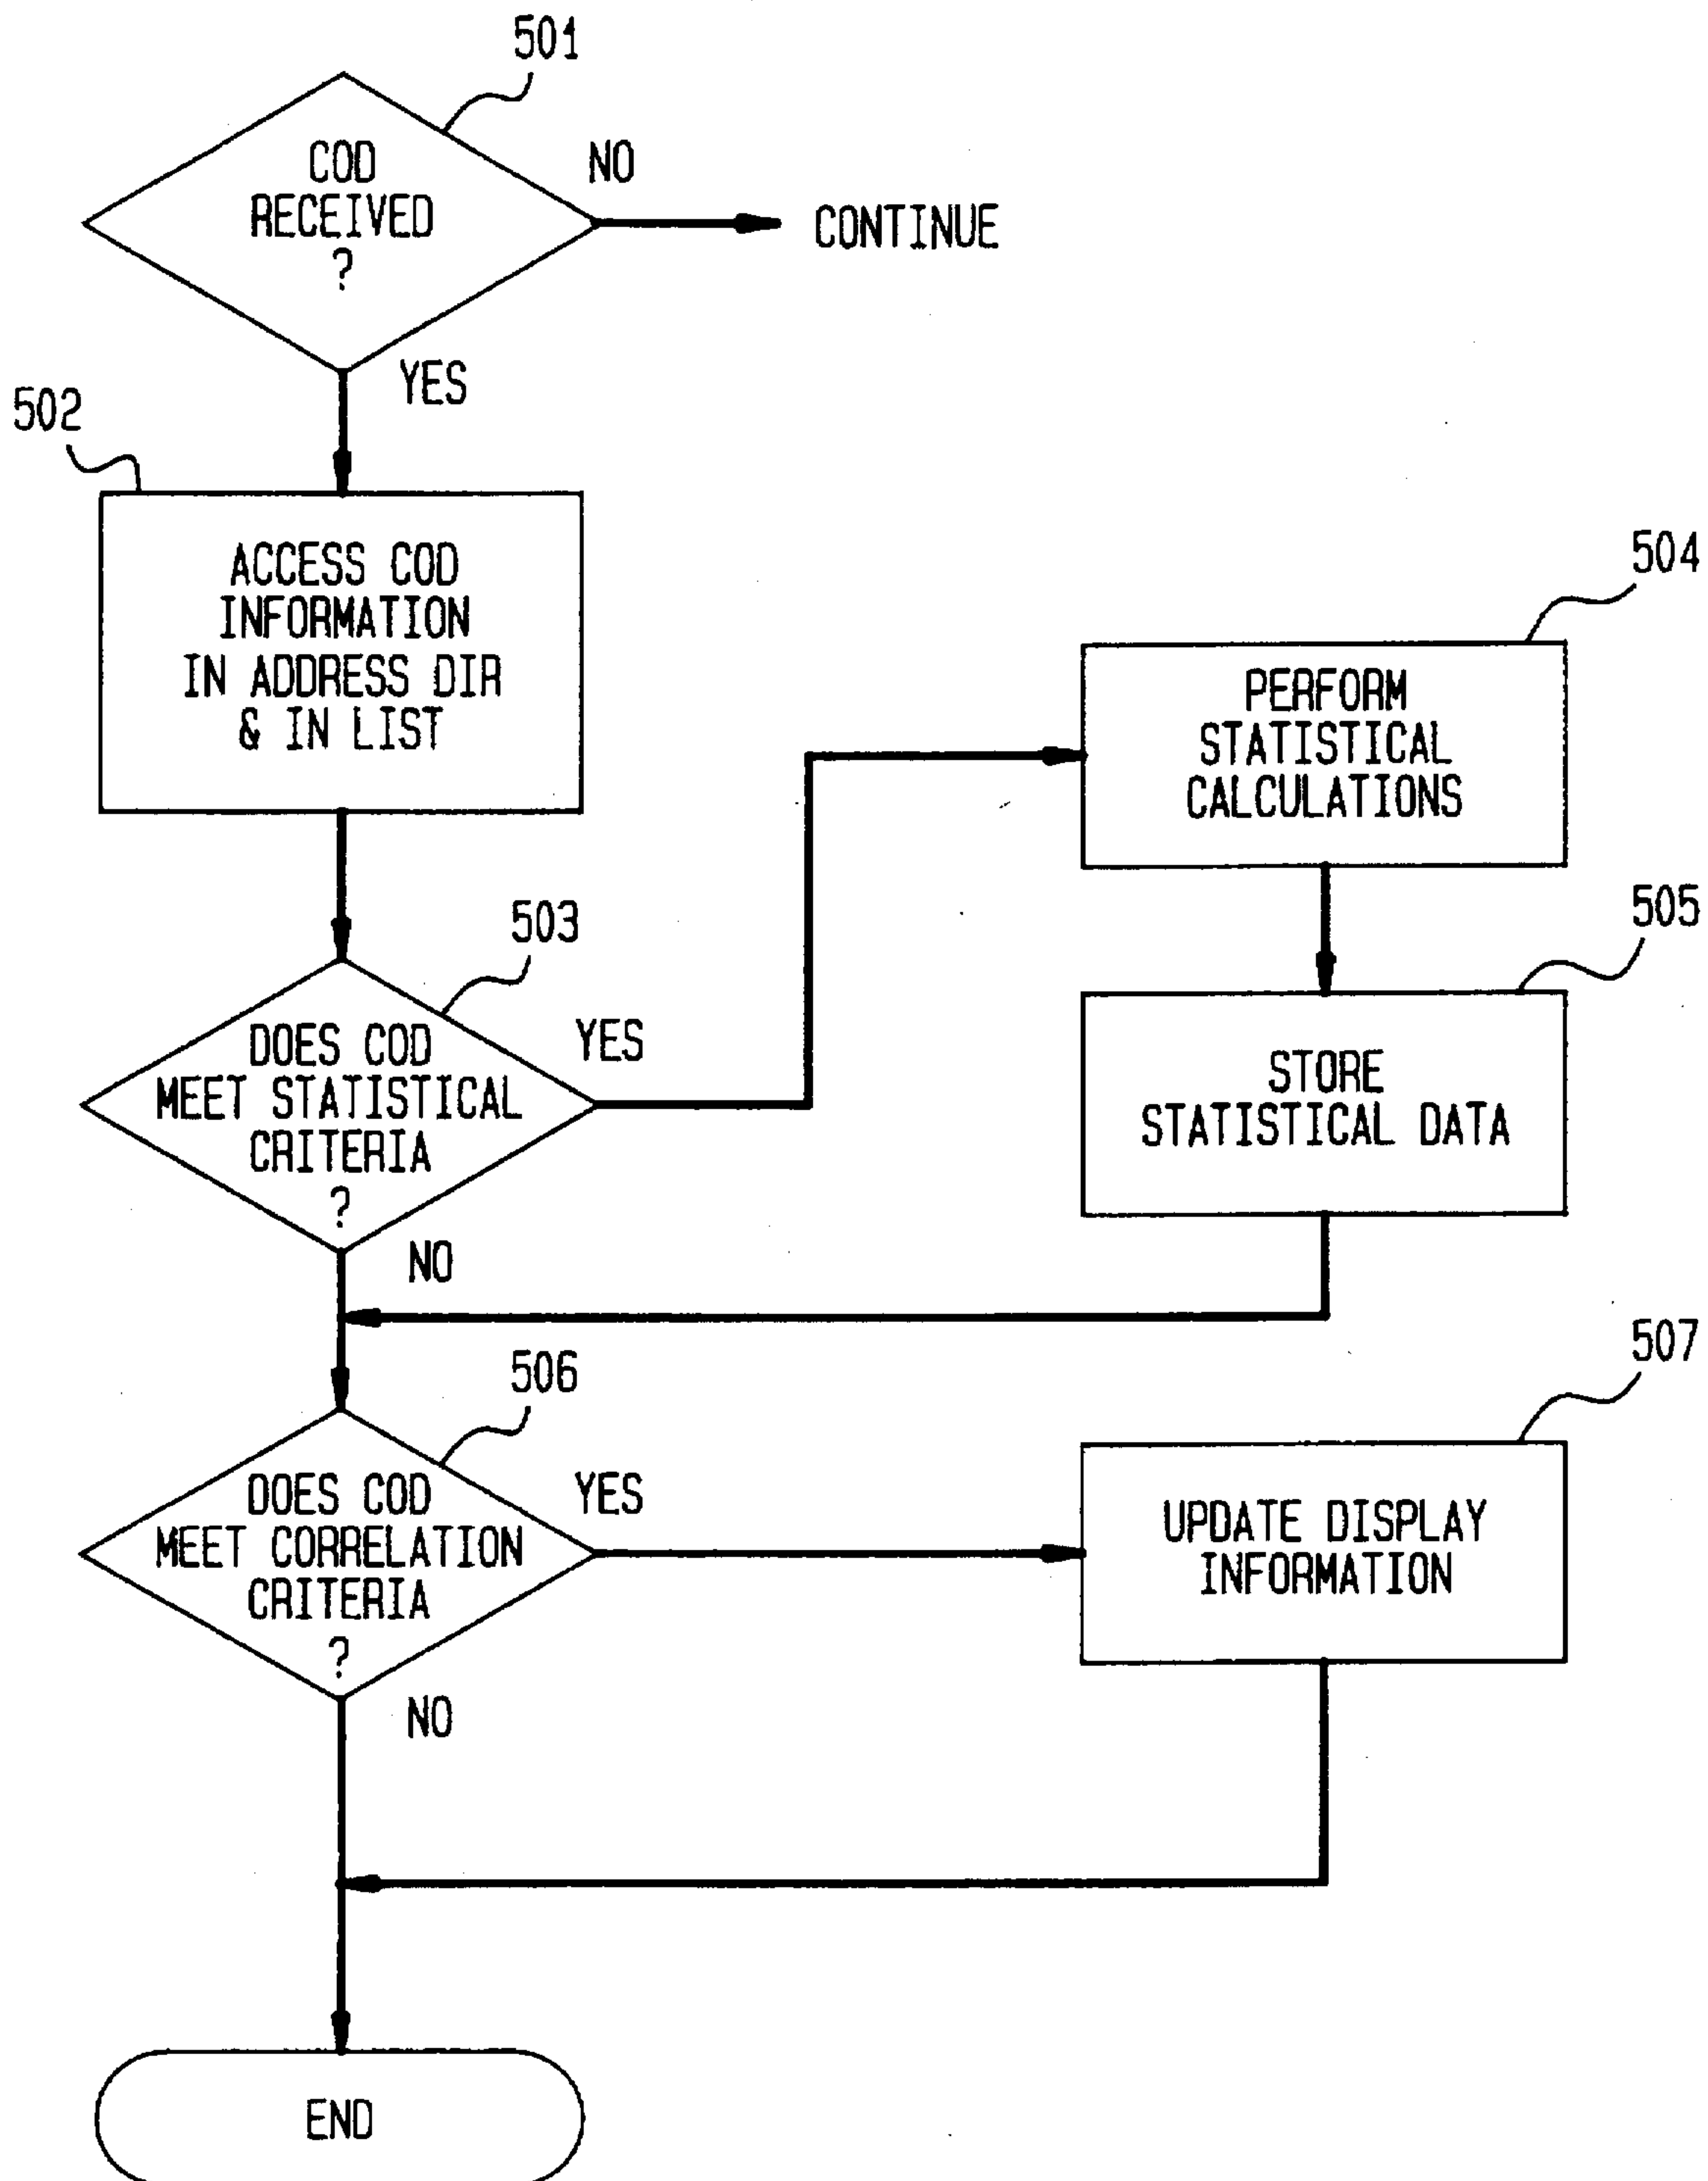 501
COD
RECEIVED
?
NO
CONTINUE
YES
502
ACCESS COD
INFORMATION
IN ADDRESS DIR
& IN LIST
503
DOES COD
MEET STATISTICAL
CRITERIA
?
YES
NO
504
PERFORM
STATISTICAL
CALCULATIONS
505
STORE
STATISTICAL DATA
506
DOES COD
MEET CORRELATION
CRITERIA
?
YES
NO
507
UPDATE DISPLAY
INFORMATION
END